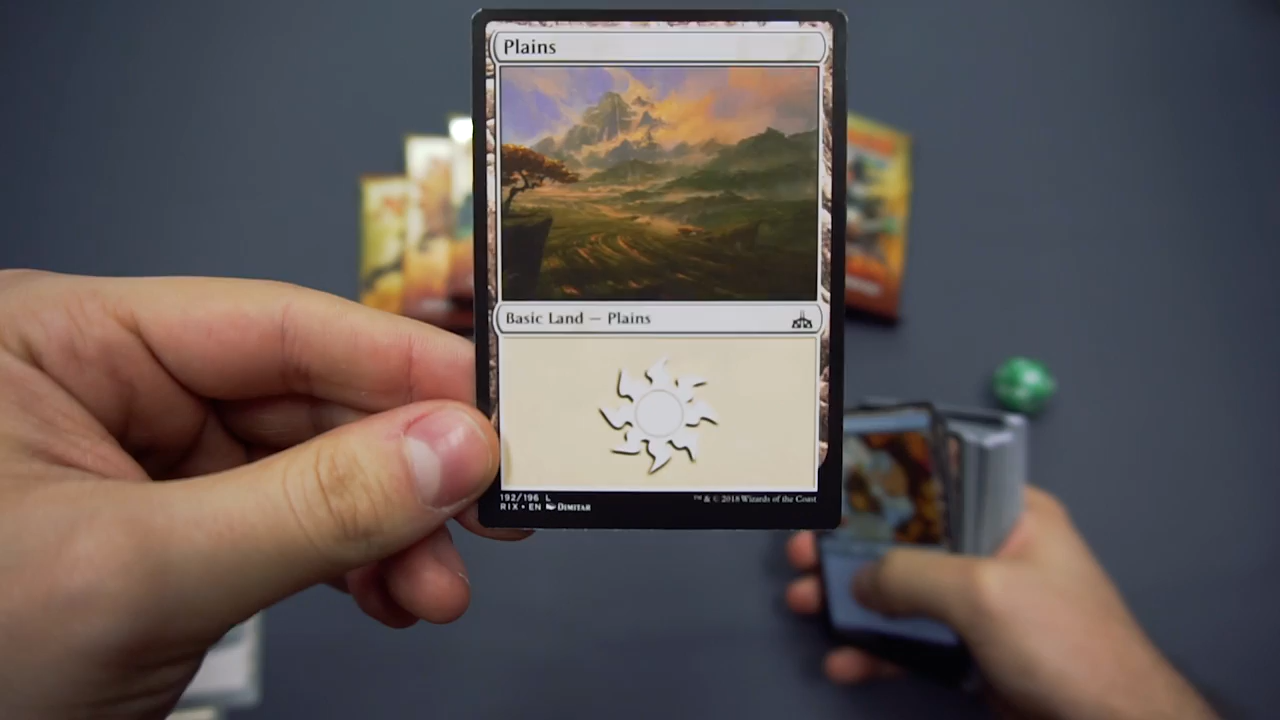 Plains
Basic Land — Plains
192/196 L
RIX • EN DIMITAR
™ & © 2018 Wizards of the Coast